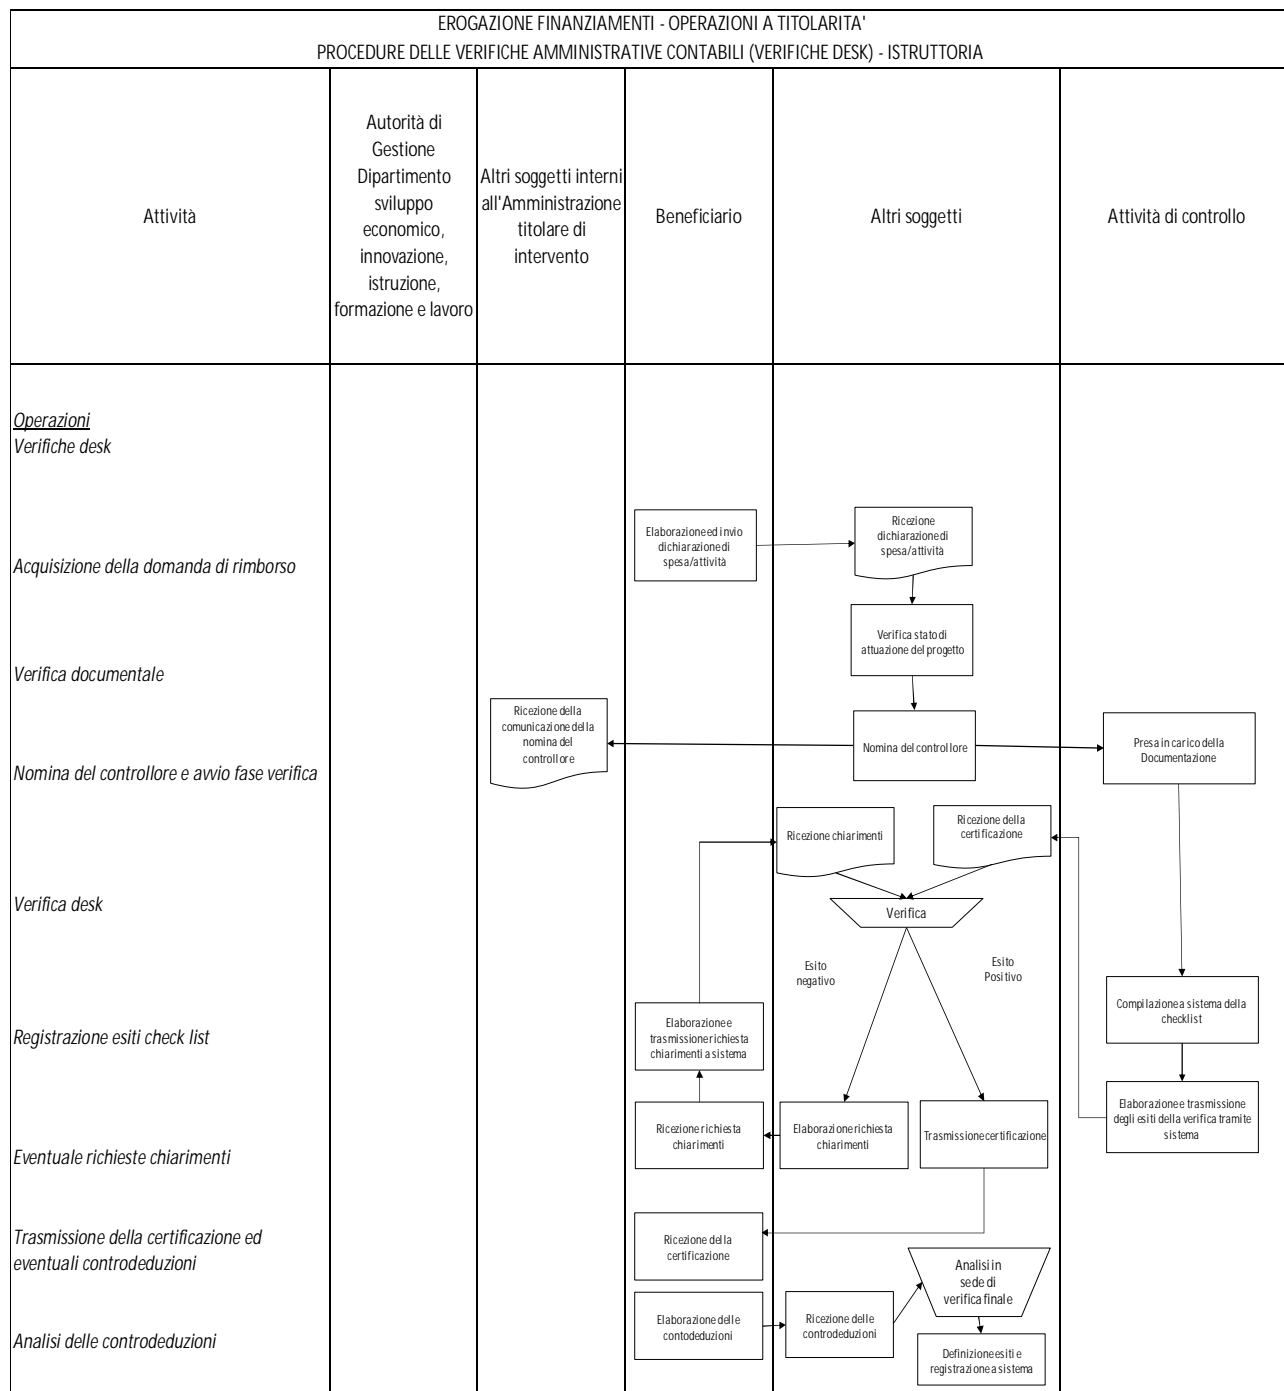 EROGAZIONE FINANZIAMENTI - OPERAZIONI A TITOLARITA'
PROCEDURE DELLE VERIFICHE AMMINISTRATIVE CONTABILI (VERIFICHE DESK) - ISTRUTTORIA
Attività
Autorità di
Gestione
Dipartimento
sviluppo
economico,
innovazione,
istruzione,
formazione e lavoro
Altri soggetti interni
all'Amministrazione
titolare di
intervento
Beneficiario
Altri soggetti
Attività di controllo
Operazioni
Verifiche desk
Acquisizione della domanda di rimborso
Elaborazione ed invio
dichiarazione di
spesa/attività
Ricezione
dichiarazione di
spesa/attività
Verifica stato di
attuazione del progetto
Verifica documentale
Ricezione della
comunicazione della
nomina del
controllore
Nomina del controllore
Presa in carico della
Documentazione
Nomina del controllore e avvio fase verifica
Ricezione chiarimenti
Ricezione della
certificazione
Verifica desk
Verifica
Esito
negativo
Esito
Positivo
Compilazione a sistema della
checklist
Registrazione esiti check list
Elaborazione e
trasmissione richiesta
chiarimenti a sistema
Elaborazione e trasmissione
degli esiti della verifica tramite
sistema
Ricezione richiesta
chiarimenti
Elaborazione richiesta
chiarimenti
Trasmissione certificazione
Eventuale richieste chiarimenti
Trasmissione della certificazione ed
eventuali controdeduzioni
Ricezione della
certificazione
Analisi in
sede di
verifica finale
Analisi delle controdeduzioni
Elaborazione delle
contodeduzioni
Ricezione delle
controdeduzioni
Definizione esiti e
registrazione a sistema